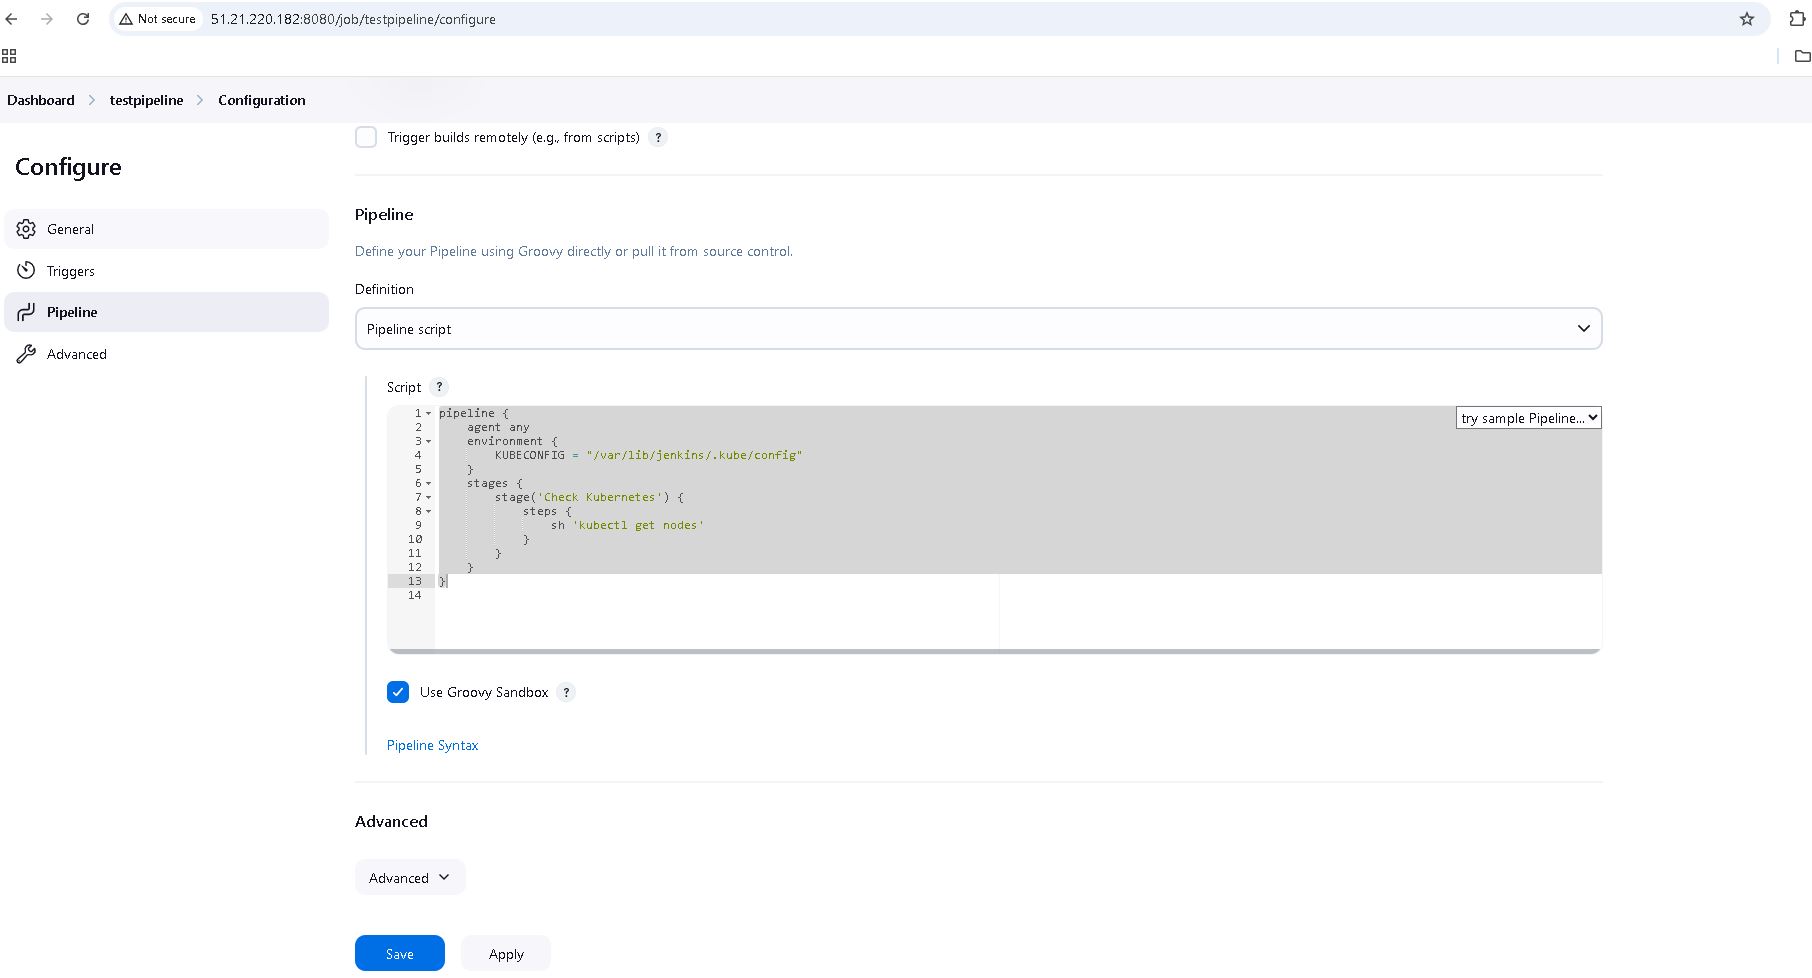 Not secure 51.21.220.182:8080/job/testpipeline/configure
Dashboard testpipeline Configuration
Configure
General
Triggers
Pipeline
Advanced
Trigger builds remotely (e.g., from scripts) ?
Pipeline
Define your Pipeline using Groovy directly or pull it from source control.
Definition
Pipeline script
Script ?
try sample Pipeline...
1 pipeline {
2     agent any
3     environment {
4         KUBECONFIG = "/var/lib/jenkins/.kube/config"
5     }
6     stages {
7         stage('Check Kubernetes') {
8             steps {
9                 sh 'kubectl get nodes'
10             }
11         }
12     }
13 }
14
Use Groovy Sandbox ?
Pipeline Syntax
Advanced
Advanced
Save Apply